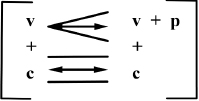 v v + p
+ +
c c